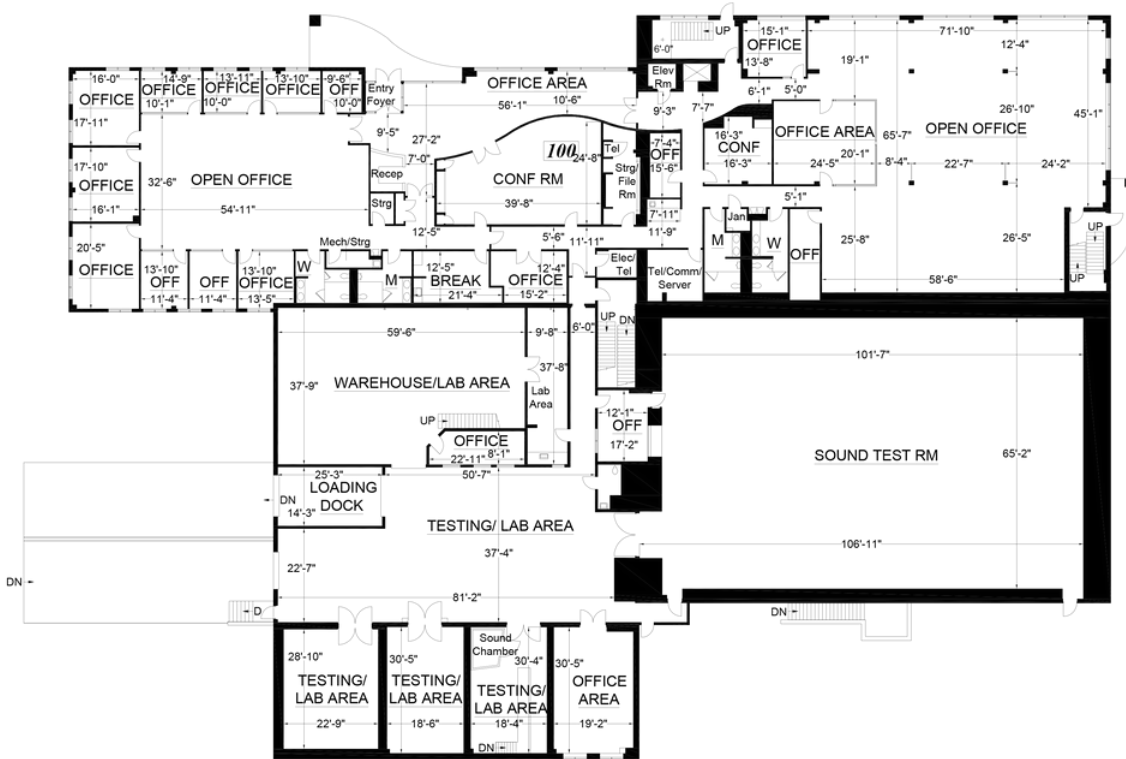 UP
15'-1"
OFFICE
13'-8"
6'-0"
71'-10"
12'-4"
19'-1"
16'-0"
OFFICE
17'-11"
14'-9"
OFFICE
10'-1"
13'-11"
OFFICE
10'-0"
13'-10"
OFFICE
9'-6"
OFF
10'-0"
Entry
Foyer
OFFICE AREA
56'-1"
10'-6"
Elev
Rm
9'-3"
7'-7"
6'-1"
5'-0"
26'-10"
45'-1"
9'-5"
27'-2"
7'-0"
100
24'-8"
CONF RM
39'-8"
Tel
Strg/
File
Rm
7'-4"
OFF
15'-6"
16'-3"
CONF
16'-3"
OFFICE AREA
20'-1"
24'-5"
65'-7"
8'-4"
OPEN OFFICE
22'-7"
24'-2"
17'-10"
OFFICE
16'-1"
32'-6"
OPEN OFFICE
54'-11"
Recep
Strg
12'-5"
5'-6"
11'-11"
7'-11"
11'-9"
Jan
M
W
OFF
5'-1"
25'-8"
26'-5"
58'-6"
UP
UP
20'-5"
OFFICE
13'-10"
OFF
11'-4"
OFF
11'-4"
13'-10"
OFFICE
13'-5"
Mech/Strg
W
M
12'-5"
BREAK
21'-4"
12'-4"
OFFICE
15'-2"
Elec/
Tel
Tel/Comm/
Server
59'-6"
9'-8"
6'-0"
UP
DN
37'-9"
WAREHOUSE/LAB AREA
37'-8"
Lab
Area
UP
OFFICE
8'-1"
22'-11"
12'-1"
OFF
17'-2"
101'-7"
SOUND TEST RM
65'-2"
106'-11"
25'-3"
LOADING
DOCK
DN
14'-3"
50'-7"
TESTING/ LAB AREA
37'-4"
22'-7"
81'-2"
DN
D
DN
28'-10"
TESTING/
LAB AREA
22'-9"
30'-5"
TESTING/
LAB AREA
18'-6"
Sound
Chamber
30'-4"
TESTING/
LAB AREA
18'-4"
DN
30'-5"
OFFICE
AREA
19'-2"